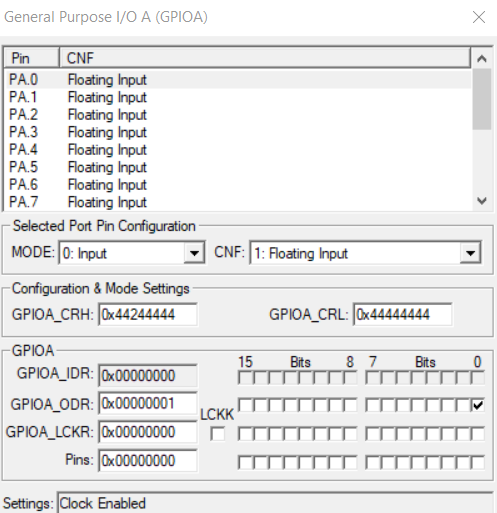 General Purpose I/O A (GPIOA)
Pin CNF
PA.0 Floating Input
PA.1 Floating Input
PA.2 Floating Input
PA.3 Floating Input
PA.4 Floating Input
PA.5 Floating Input
PA.6 Floating Input
PA.7 Floating Input
Selected Port Pin Configuration
MODE: 0: Input CNF: 1: Floating Input
Configuration & Mode Settings
GPIOA_CRH: 0x44244444 GPIOA_CRL: 0x44444444
GPIOA
15 Bits 8 7 Bits 0
GPIOA_IDR: 0x00000000
GPIOA_ODR: 0x00000001
LCKK
GPIOA_LCKR: 0x00000000
Pins: 0x00000000
Settings: Clock Enabled